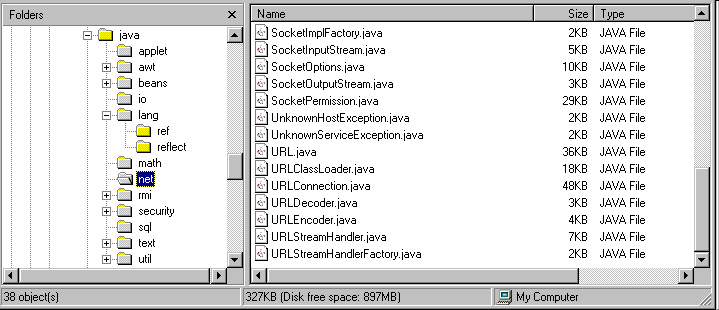 Folders
java
applet
awt
beans
io
lang
ref
reflect
math
net
rmi
security
sql
text
util
Name Size Type
SocketImplFactory.java 2KB JAVA File
SocketInputStream.java 5KB JAVA File
SocketOptions.java 10KB JAVA File
SocketOutputStream.java 3KB JAVA File
SocketPermission.java 29KB JAVA File
UnknownHostException.java 2KB JAVA File
UnknownServiceException.java 2KB JAVA File
URL.java 36KB JAVA File
URLClassLoader.java 18KB JAVA File
URLConnection.java 48KB JAVA File
URLDecoder.java 3KB JAVA File
URLEncoder.java 4KB JAVA File
URLStreamHandler.java 7KB JAVA File
URLStreamHandlerFactory.java 2KB JAVA File
38 object(s) 327KB (Disk free space: 897MB) My Computer